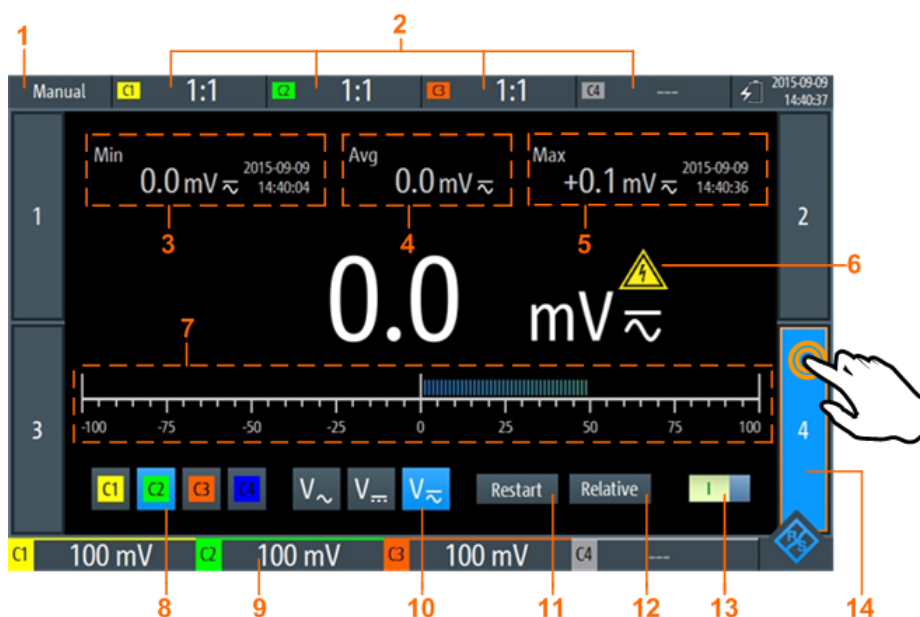 1 2
Manual C1 1:1 C2 1:1 C3 1:1 C4 --- 2015-09-09
14:40:37
Min 0.0 mV 2015-09-09
14:40:04
Avg 0.0 mV
Max +0.1 mV 2015-09-09
14:40:36
1 2
3 4 5
6
0.0 mV
7
-100 -75 -50 -25 0 25 50 75 100
3 4
C1 C2 C3 C4 V V V Restart Relative I
C1 100 mV C2 100 mV C3 100 mV C4 --- R&S
8 9 10 11 12 13 14